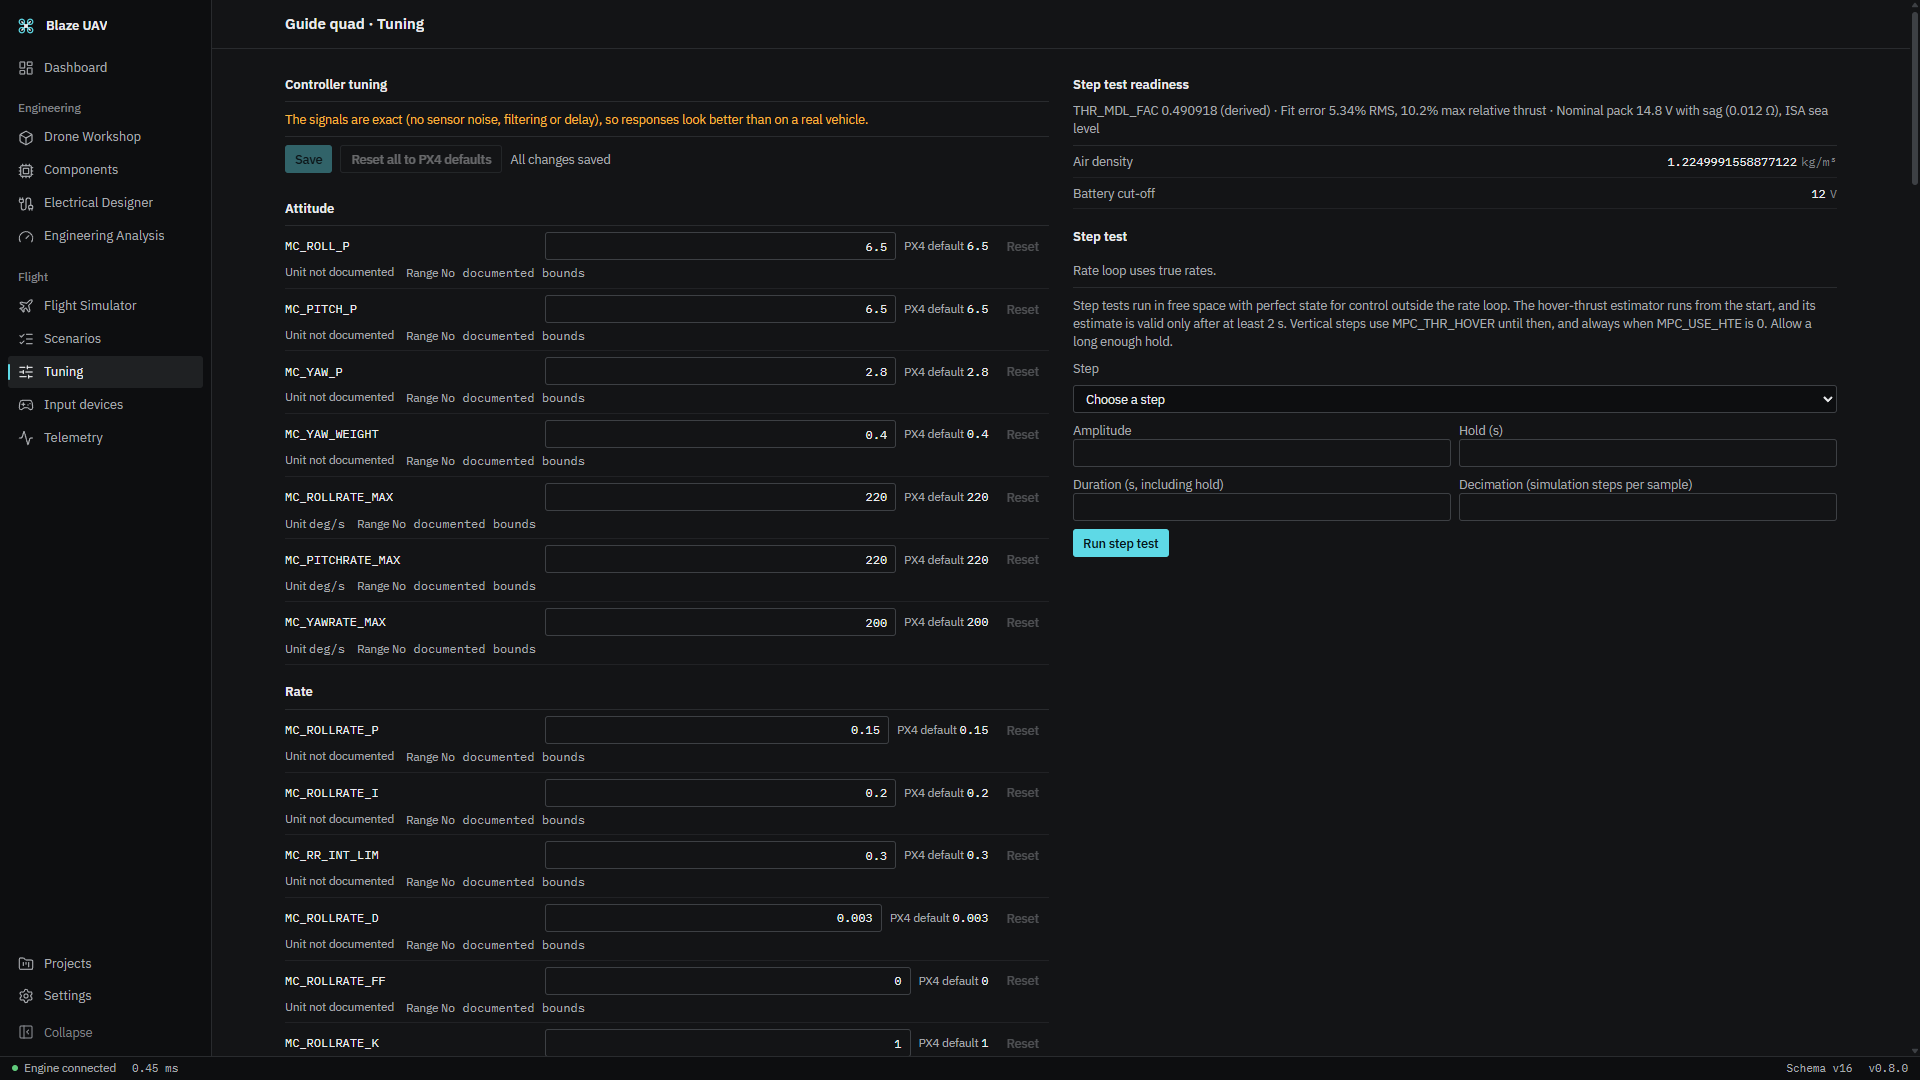 Blaze UAV
Dashboard
Engineering
Drone Workshop
Components
Electrical Designer
Engineering Analysis
Flight
Flight Simulator
Scenarios
Tuning
Input devices
Telemetry
Projects
Settings
Collapse
Guide quad · Tuning
Controller tuning
The signals are exact (no sensor noise, filtering or delay), so responses look better than on a real vehicle.
Save Reset all to PX4 defaults All changes saved
Attitude
MC_ROLL_P 6.5 PX4 default 6.5 Reset
Unit not documented Range No documented bounds
MC_PITCH_P 6.5 PX4 default 6.5 Reset
Unit not documented Range No documented bounds
MC_YAW_P 2.8 PX4 default 2.8 Reset
Unit not documented Range No documented bounds
MC_YAW_WEIGHT 0.4 PX4 default 0.4 Reset
Unit not documented Range No documented bounds
MC_ROLLRATE_MAX 220 PX4 default 220 Reset
Unit deg/s Range No documented bounds
MC_PITCHRATE_MAX 220 PX4 default 220 Reset
Unit deg/s Range No documented bounds
MC_YAWRATE_MAX 200 PX4 default 200 Reset
Unit deg/s Range No documented bounds
Rate
MC_ROLLRATE_P 0.15 PX4 default 0.15 Reset
Unit not documented Range No documented bounds
MC_ROLLRATE_I 0.2 PX4 default 0.2 Reset
Unit not documented Range No documented bounds
MC_RR_INT_LIM 0.3 PX4 default 0.3 Reset
Unit not documented Range No documented bounds
MC_ROLLRATE_D 0.003 PX4 default 0.003 Reset
Unit not documented Range No documented bounds
MC_ROLLRATE_FF 0 PX4 default 0 Reset
Unit not documented Range No documented bounds
MC_ROLLRATE_K 1 PX4 default 1 Reset
Step test readiness
THR_MDL_FAC 0.490918 (derived) · Fit error 5.34% RMS, 10.2% max relative thrust · Nominal pack 14.8 V with sag (0.012 Ω), ISA sea
level
Air density 1.2249991558877122 kg/m³
Battery cut-off 12 V
Step test
Rate loop uses true rates.
Step tests run in free space with perfect state for control outside the rate loop. The hover-thrust estimator runs from the start, and its
estimate is valid only after at least 2 s. Vertical steps use MPC_THR_HOVER until then, and always when MPC_USE_HTE is 0. Allow a
long enough hold.
Step
Choose a step
Amplitude Hold (s)
Duration (s, including hold) Decimation (simulation steps per sample)
Run step test
Engine connected 0.45 ms Schema v16 v0.8.0